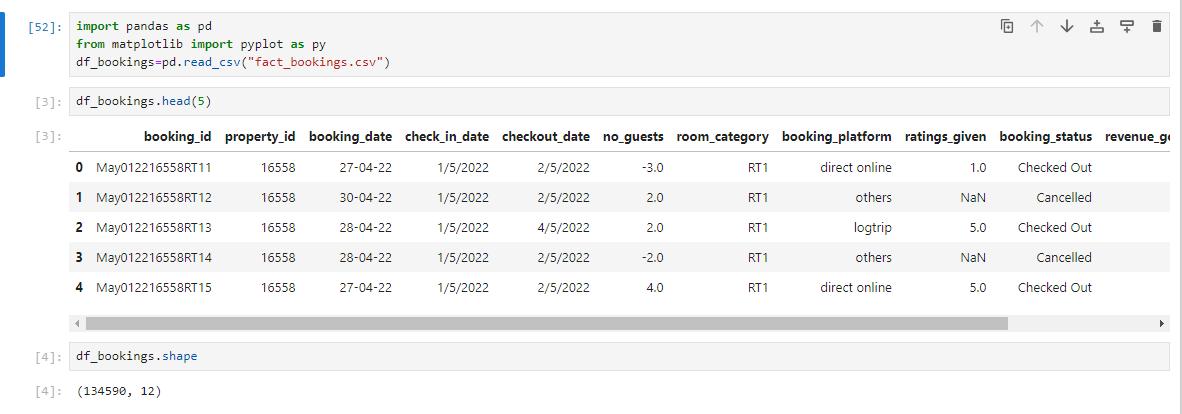 [52]: import pandas as pd
from matplotlib import pyplot as py
df_bookings=pd.read_csv("fact_bookings.csv")
[3]: df_bookings.head(5)
[3]: booking_id property_id booking_date check_in_date checkout_date no_guests room_category booking_platform ratings_given booking_status revenue_ge
0 May012216558RT11 16558 27-04-22 1/5/2022 2/5/2022 -3.0 RT1 direct online 1.0 Checked Out
1 May012216558RT12 16558 30-04-22 1/5/2022 2/5/2022 2.0 RT1 others NaN Cancelled
2 May012216558RT13 16558 28-04-22 1/5/2022 4/5/2022 2.0 RT1 logtrip 5.0 Checked Out
3 May012216558RT14 16558 28-04-22 1/5/2022 2/5/2022 -2.0 RT1 others NaN Cancelled
4 May012216558RT15 16558 27-04-22 1/5/2022 2/5/2022 4.0 RT1 direct online 5.0 Checked Out
[4]: df_bookings.shape
[4]: (134590, 12)